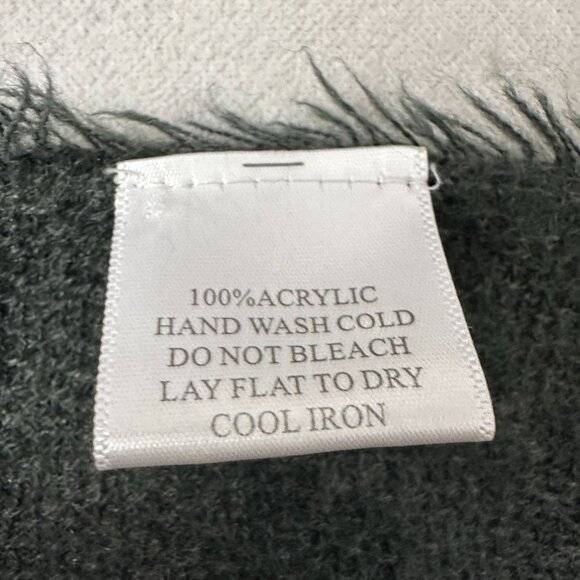 100%ACRYLIC
HAND WASH COLD
DO NOT BLEACH
LAY FLAT TO DRY
COOL IRON